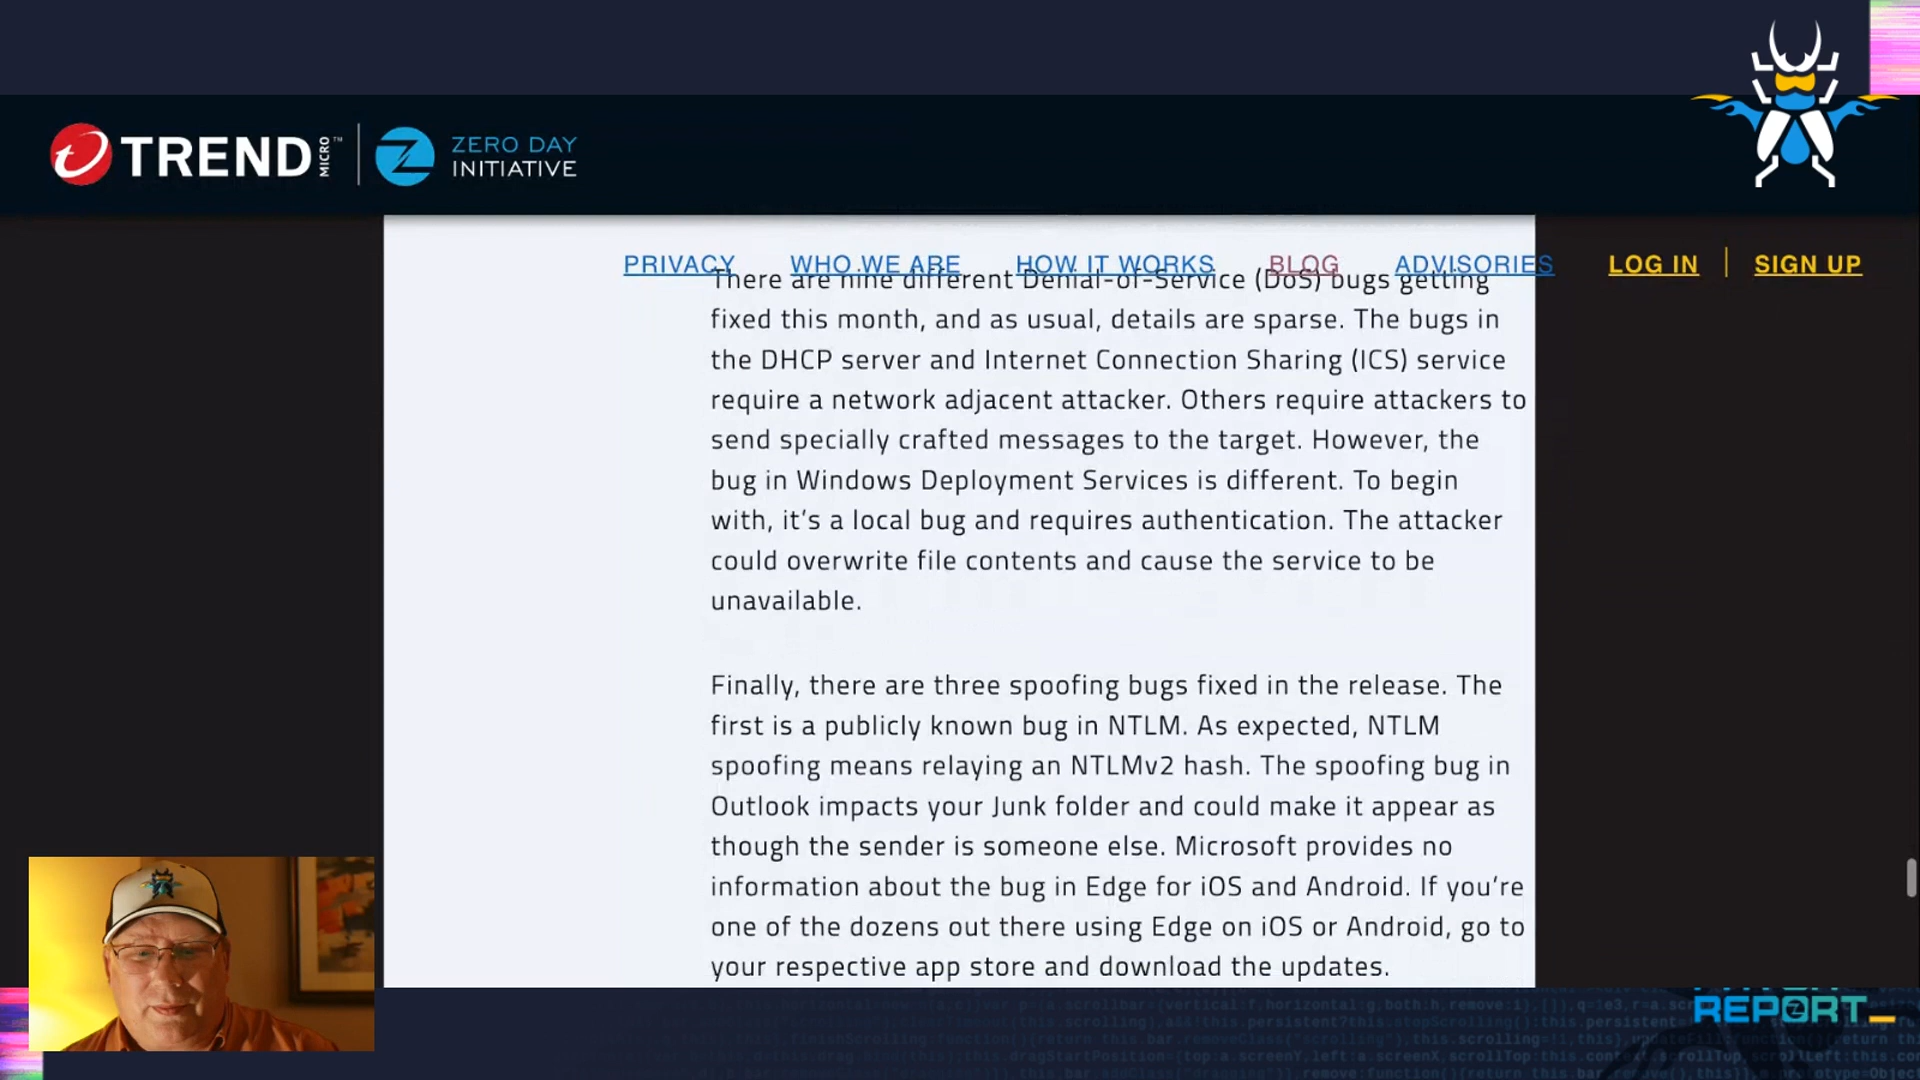 TREND MICRO™ ZERO DAY
INITIATIVE
PRIVACY WHO WE ARE HOW IT WORKS BLOG ADVISORIES LOG IN SIGN UP
There are nine different Denial-of-Service (DoS) bugs getting
fixed this month, and as usual, details are sparse. The bugs in
the DHCP server and Internet Connection Sharing (ICS) service
require a network adjacent attacker. Others require attackers to
send specially crafted messages to the target. However, the
bug in Windows Deployment Services is different. To begin
with, it’s a local bug and requires authentication. The attacker
could overwrite file contents and cause the service to be
unavailable.
Finally, there are three spoofing bugs fixed in the release. The
first is a publicly known bug in NTLM. As expected, NTLM
spoofing means relaying an NTLMv2 hash. The spoofing bug in
Outlook impacts your Junk folder and could make it appear as
though the sender is someone else. Microsoft provides no
information about the bug in Edge for iOS and Android. If you’re
one of the dozens out there using Edge on iOS or Android, go to
your respective app store and download the updates.
REPORT_